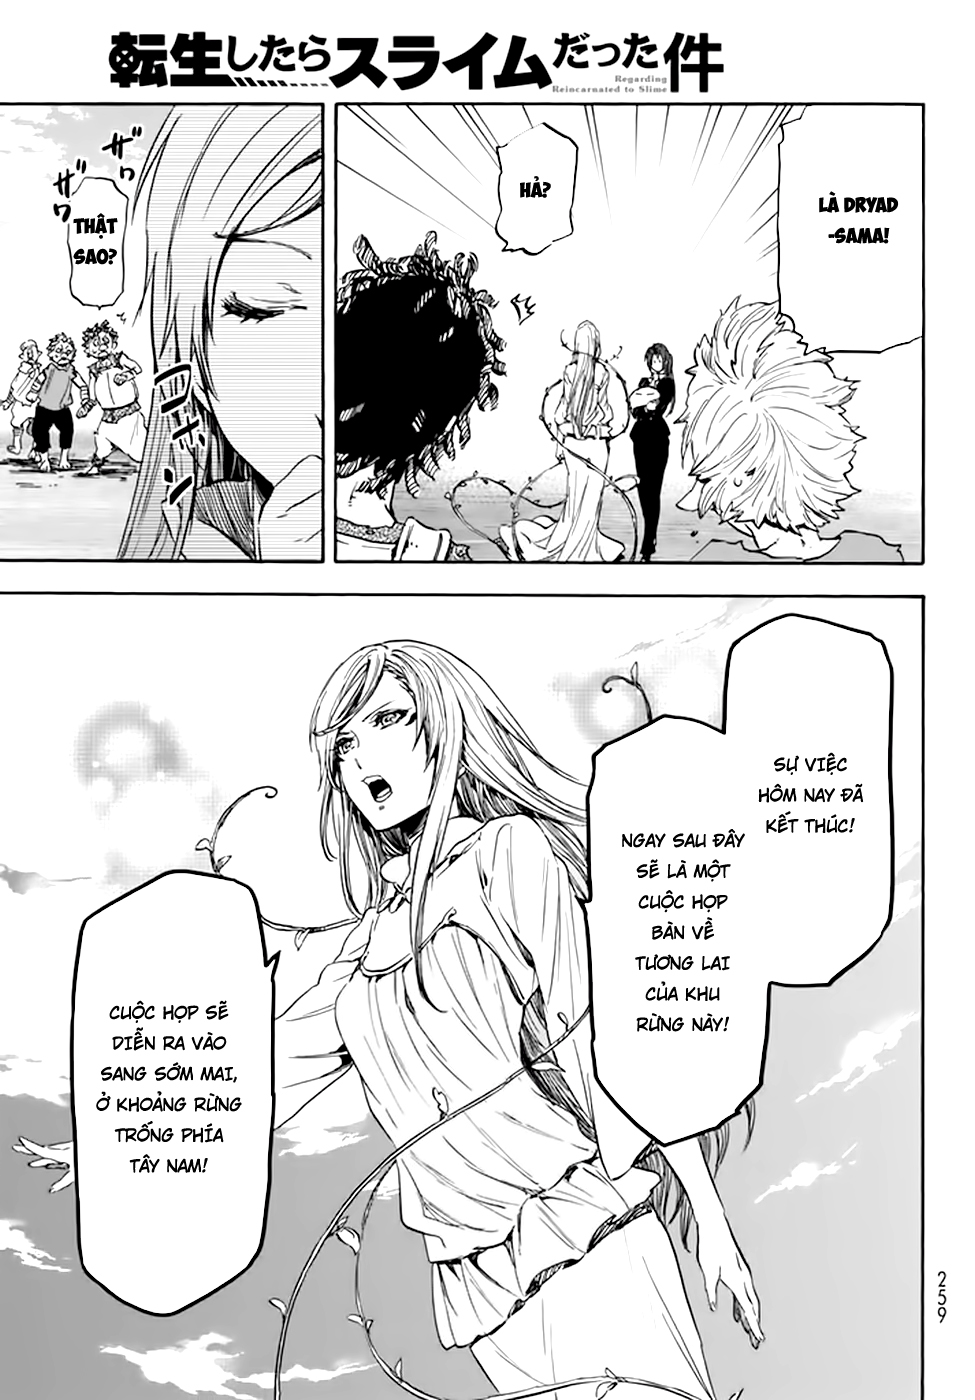 転生したらスライムだった件
Regarding
Reincarnated to Slime
LÀ DRYAD
-SAMA!
HẢ?
ザワ
ザワ
THẬT
SAO?
コホン
SỰ VIỆC
HÔM NAY ĐÃ
KẾT THÚC!
NGAY SAU ĐÂY
SẼ LÀ MỘT
CUỘC HỌP
BÀN VỀ
TƯƠNG LAI
CỦA KHU
RỪNG NÀY!
CUỘC HỌP SẼ
DIỄN RA VÀO
SANG SỚM MAI,
Ở KHOẢNG RỪNG
TRỐNG PHÍA
TÂY NAM!
259